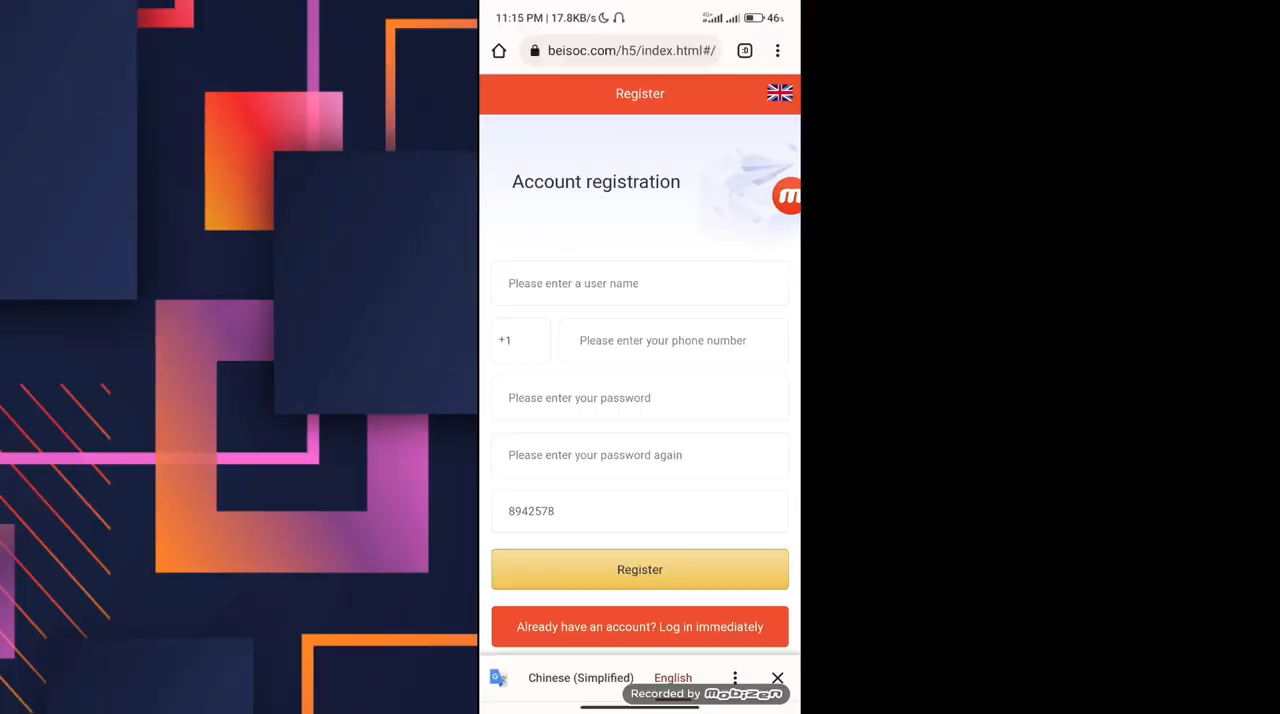 11:15 PM | 17.8KB/s
4G+
46%
beisoc.com/h5/index.html#/
:D
Register
Account registration
m
Please enter a user name
+1
Please enter your phone number
Please enter your password
Please enter your password again
8942578
Register
Already have an account? Log in immediately
G
Chinese (Simplified)
English
Recorded by mobizen